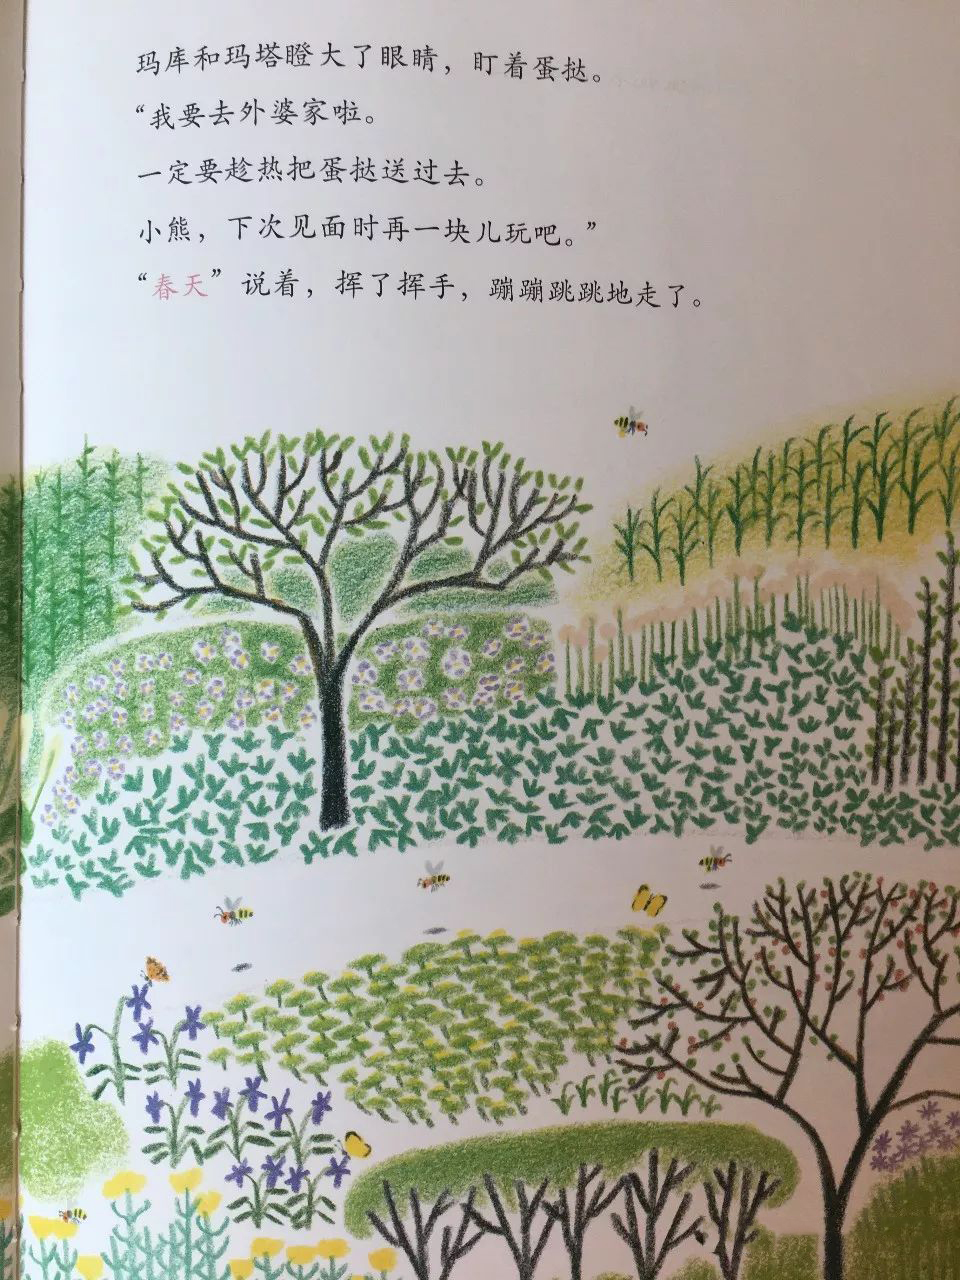 玛库和玛塔瞪大了眼睛，盯着蛋挞。
“我要去外婆家啦。
一定要趁热把蛋挞送过去。
小熊，下次见面时再一块儿玩吧。”
“春天”说着，挥了挥手，蹦蹦跳跳地走了。